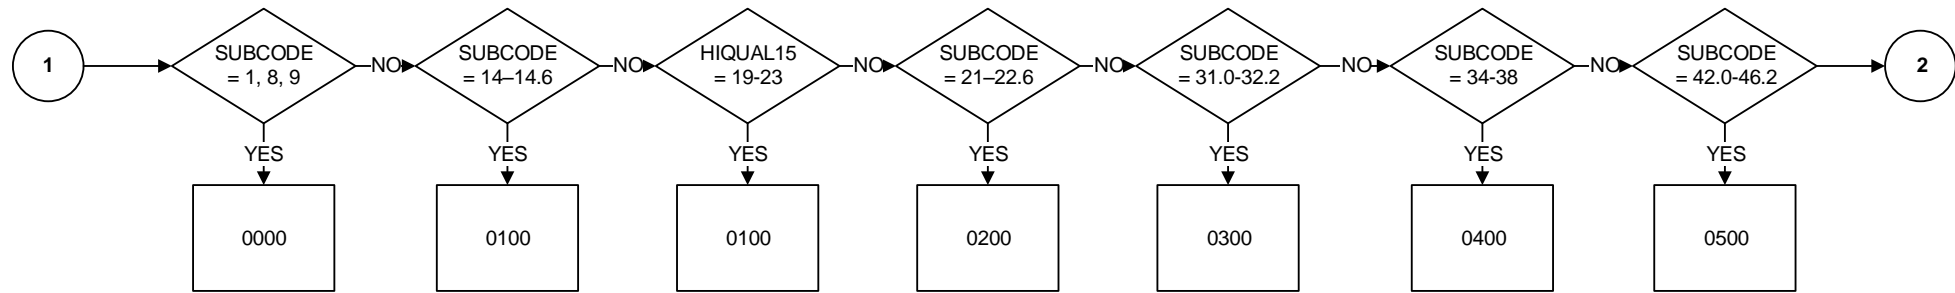 1
SUBCODE
= 1, 8, 9
NO
SUBCODE
= 14–14.6
NO
HIQUAL15
= 19-23
NO
SUBCODE
= 21–22.6
NO
SUBCODE
= 31.0-32.2
NO
SUBCODE
= 34-38
NO
SUBCODE
= 42.0-46.2
2
YES
YES
YES
YES
YES
YES
YES
0000
0100
0100
0200
0300
0400
0500